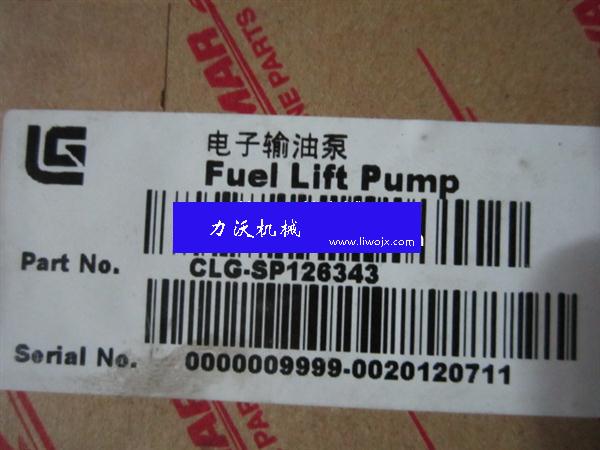 LG
电子输油泵
Fuel Lift Pump
力沃机械
www.liwojx.com
Part No. CLG-SP126343
Serial No. 0000009999-0020120711